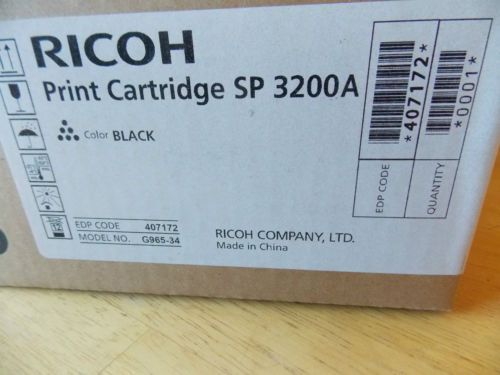 RICOH
Print Cartridge SP 3200A
Color BLACK
EDP CODE 407172
MODEL NO. G965-34
RICOH COMPANY, LTD.
Made in China
*407172*
EDP CODE
*0001*
QUANTITY